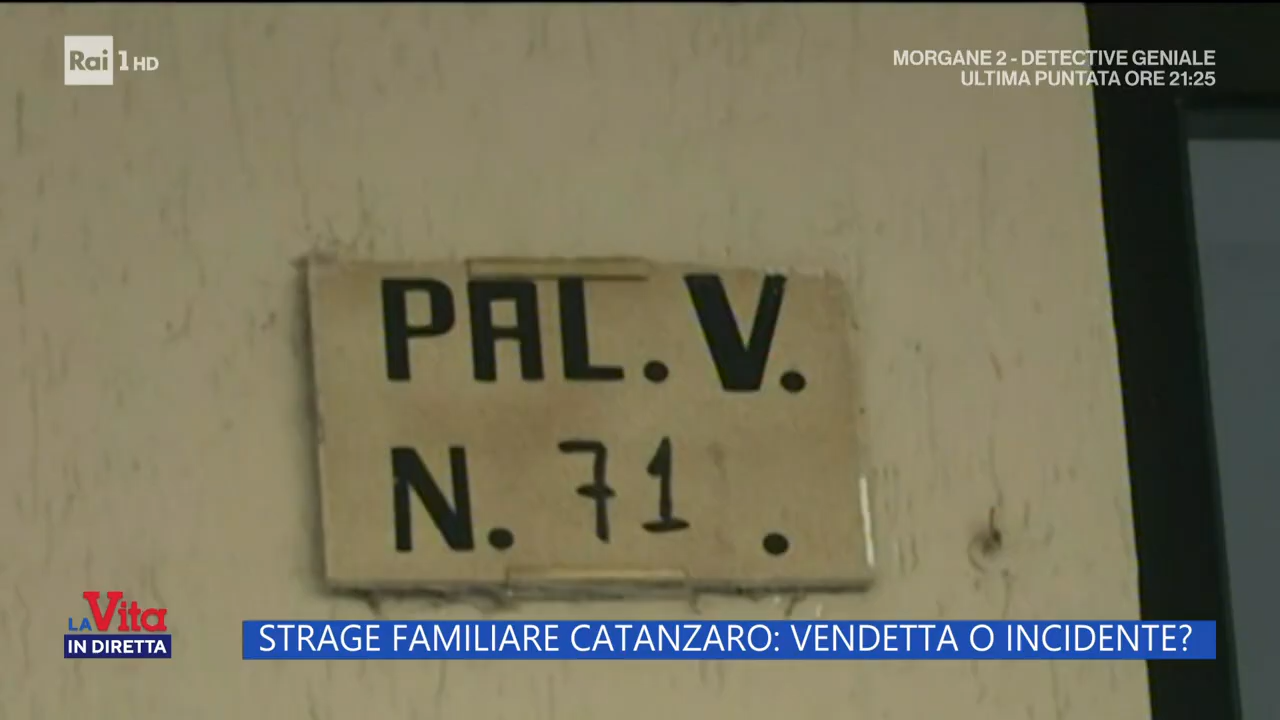 Rai 1 HD
MORGANE 2 - DETECTIVE GENIALE
ULTIMA PUNTATA ORE 21:25
PAL. V.
N. 71 .
LA Vita
IN DIRETTA
STRAGE FAMILIARE CATANZARO: VENDETTA O INCIDENTE?